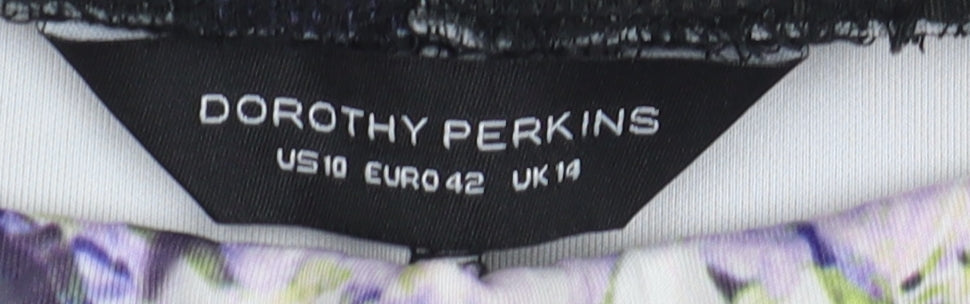 DOROTHY PERKINS
US10 EURO42 UK14